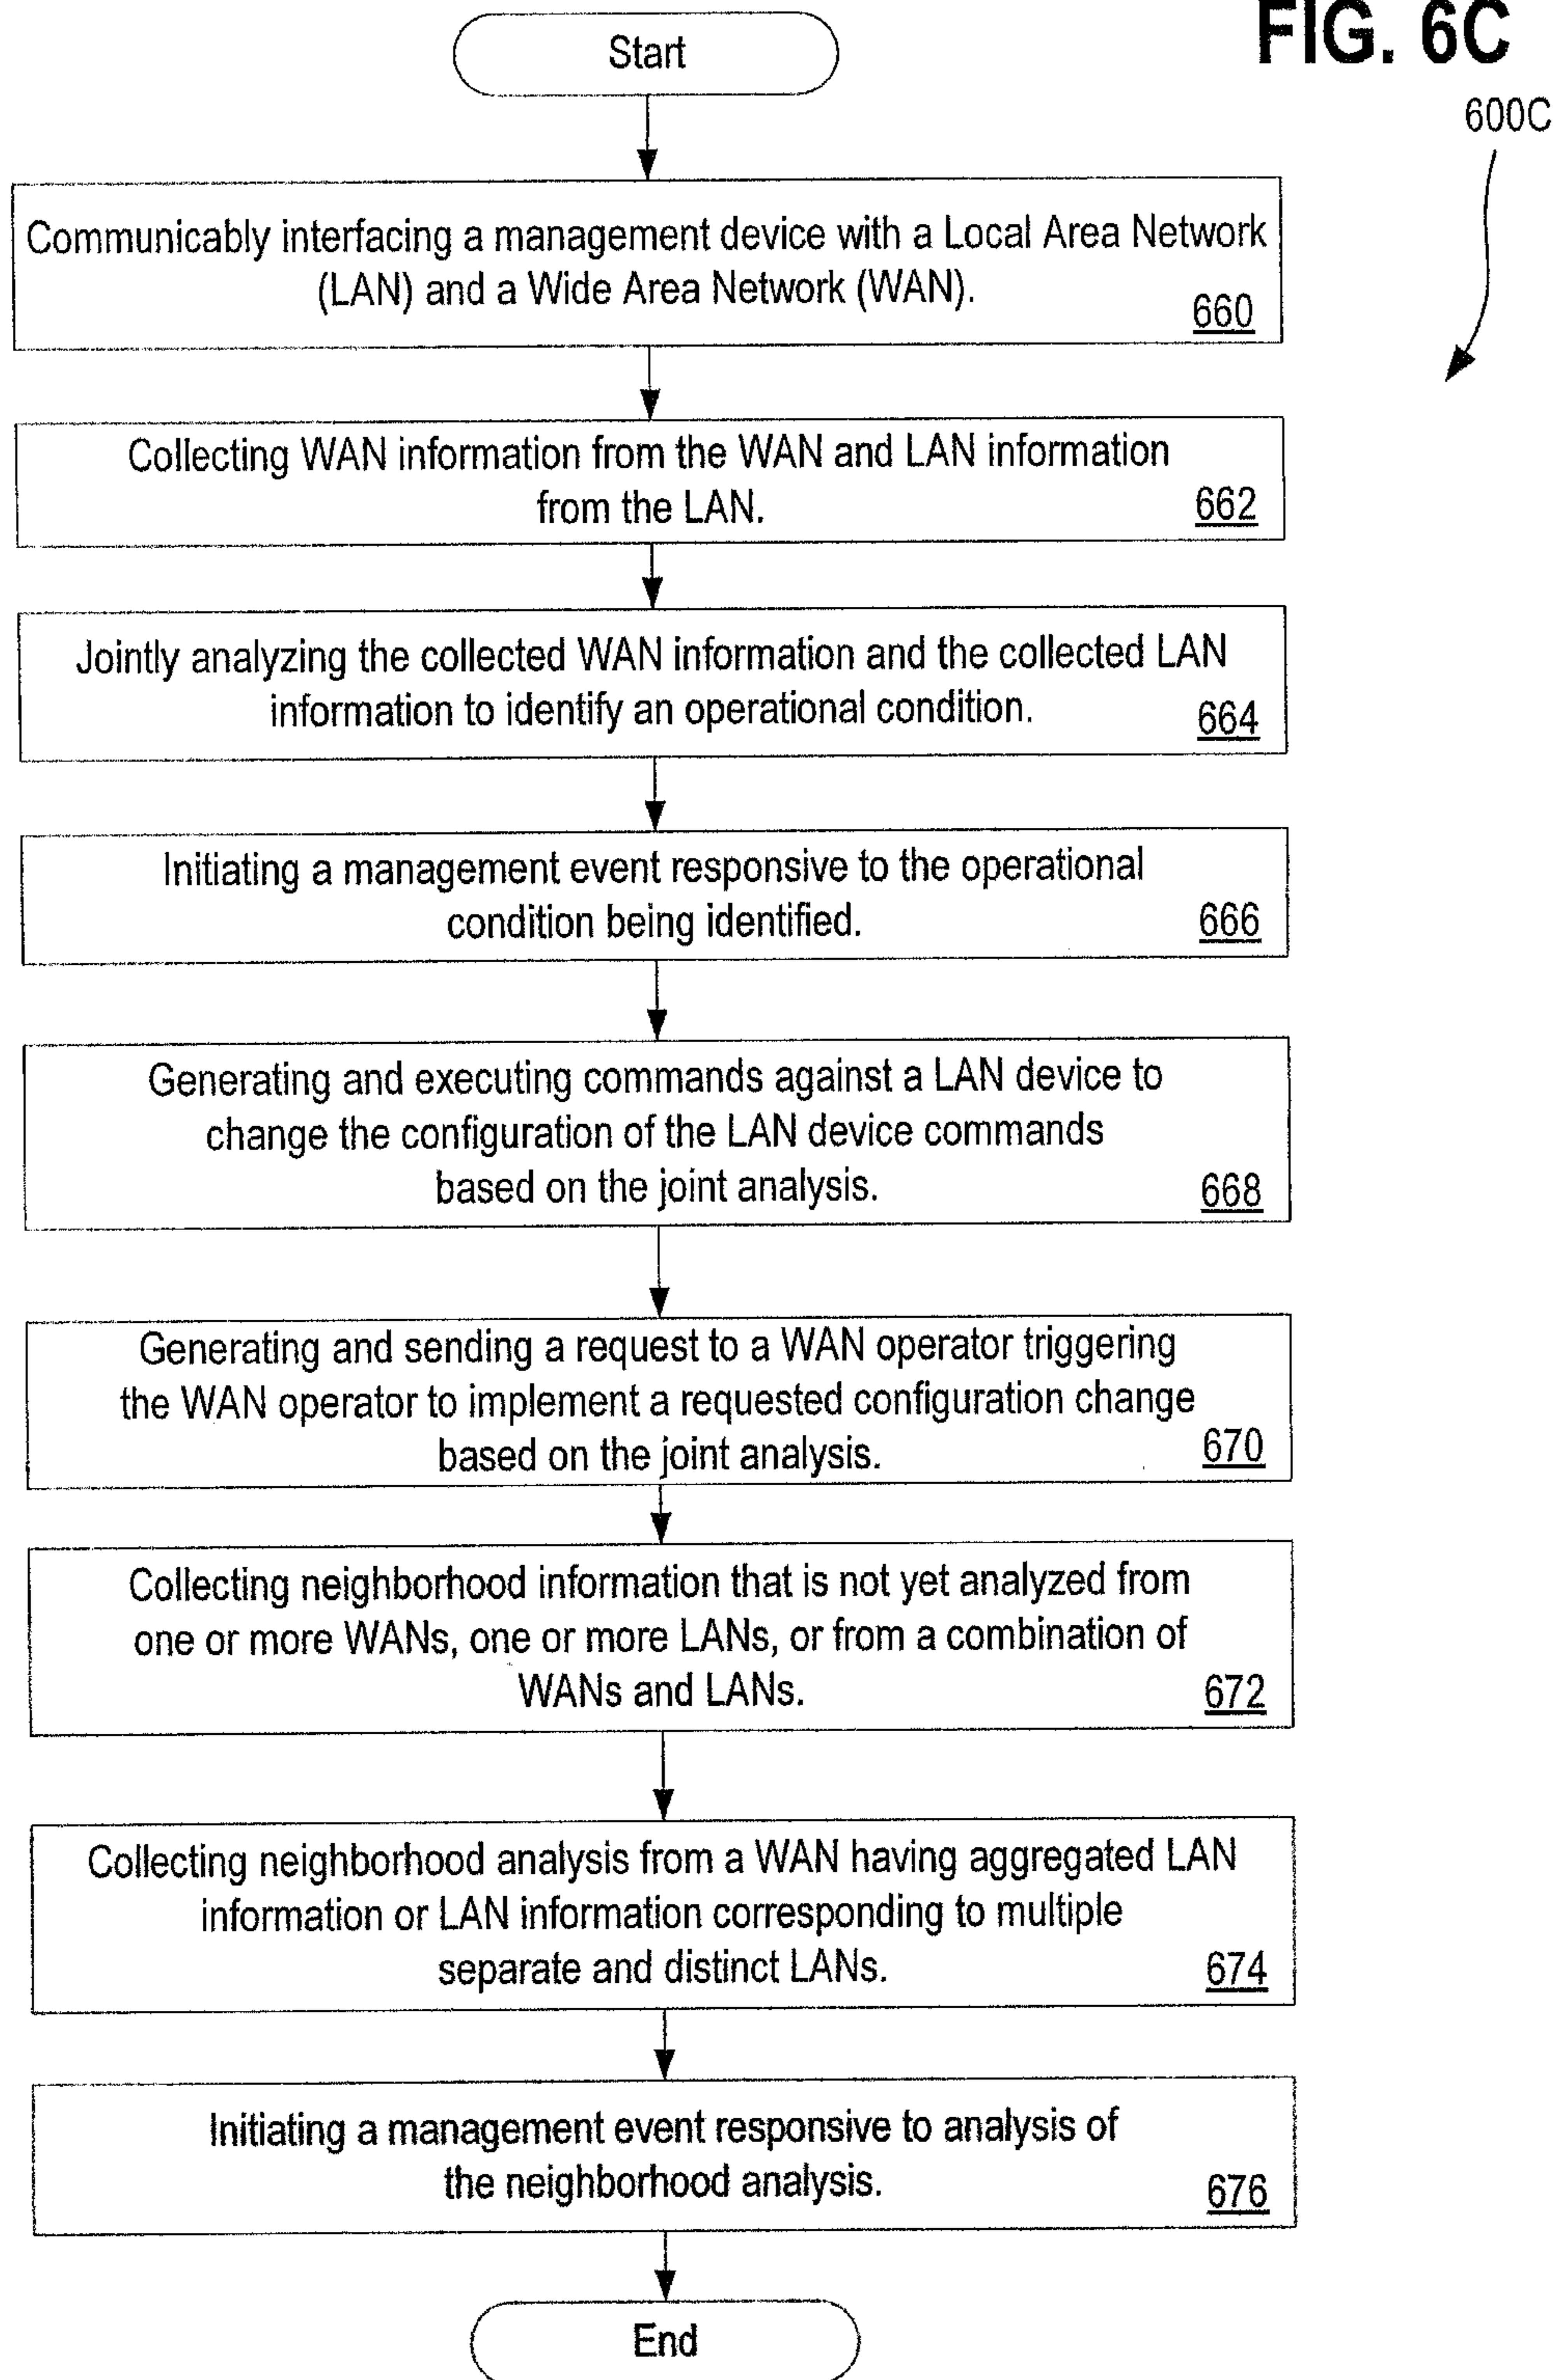 FIG. 6C
600C
Start
Communicably interfacing a management device with a Local Area Network
(LAN) and a Wide Area Network (WAN).
660
Collecting WAN information from the WAN and LAN information
from the LAN.
662
Jointly analyzing the collected WAN information and the collected LAN
information to identify an operational condition.
664
Initiating a management event responsive to the operational
condition being identified.
666
Generating and executing commands against a LAN device to
change the configuration of the LAN device commands
based on the joint analysis.
668
Generating and sending a request to a WAN operator triggering
the WAN operator to implement a requested configuration change
based on the joint analysis.
670
Collecting neighborhood information that is not yet analyzed from
one or more WANs, one or more LANs, or from a combination of
WANs and LANs.
672
Collecting neighborhood analysis from a WAN having aggregated LAN
information or LAN information corresponding to multiple
separate and distinct LANs.
674
Initiating a management event responsive to analysis of
the neighborhood analysis.
676
End